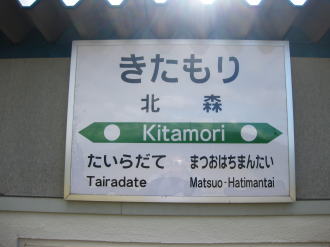 きたもり
北森
Kitamori
たいらだて まつおはちまんたい
Tairadate Matsuo-Hatimantai